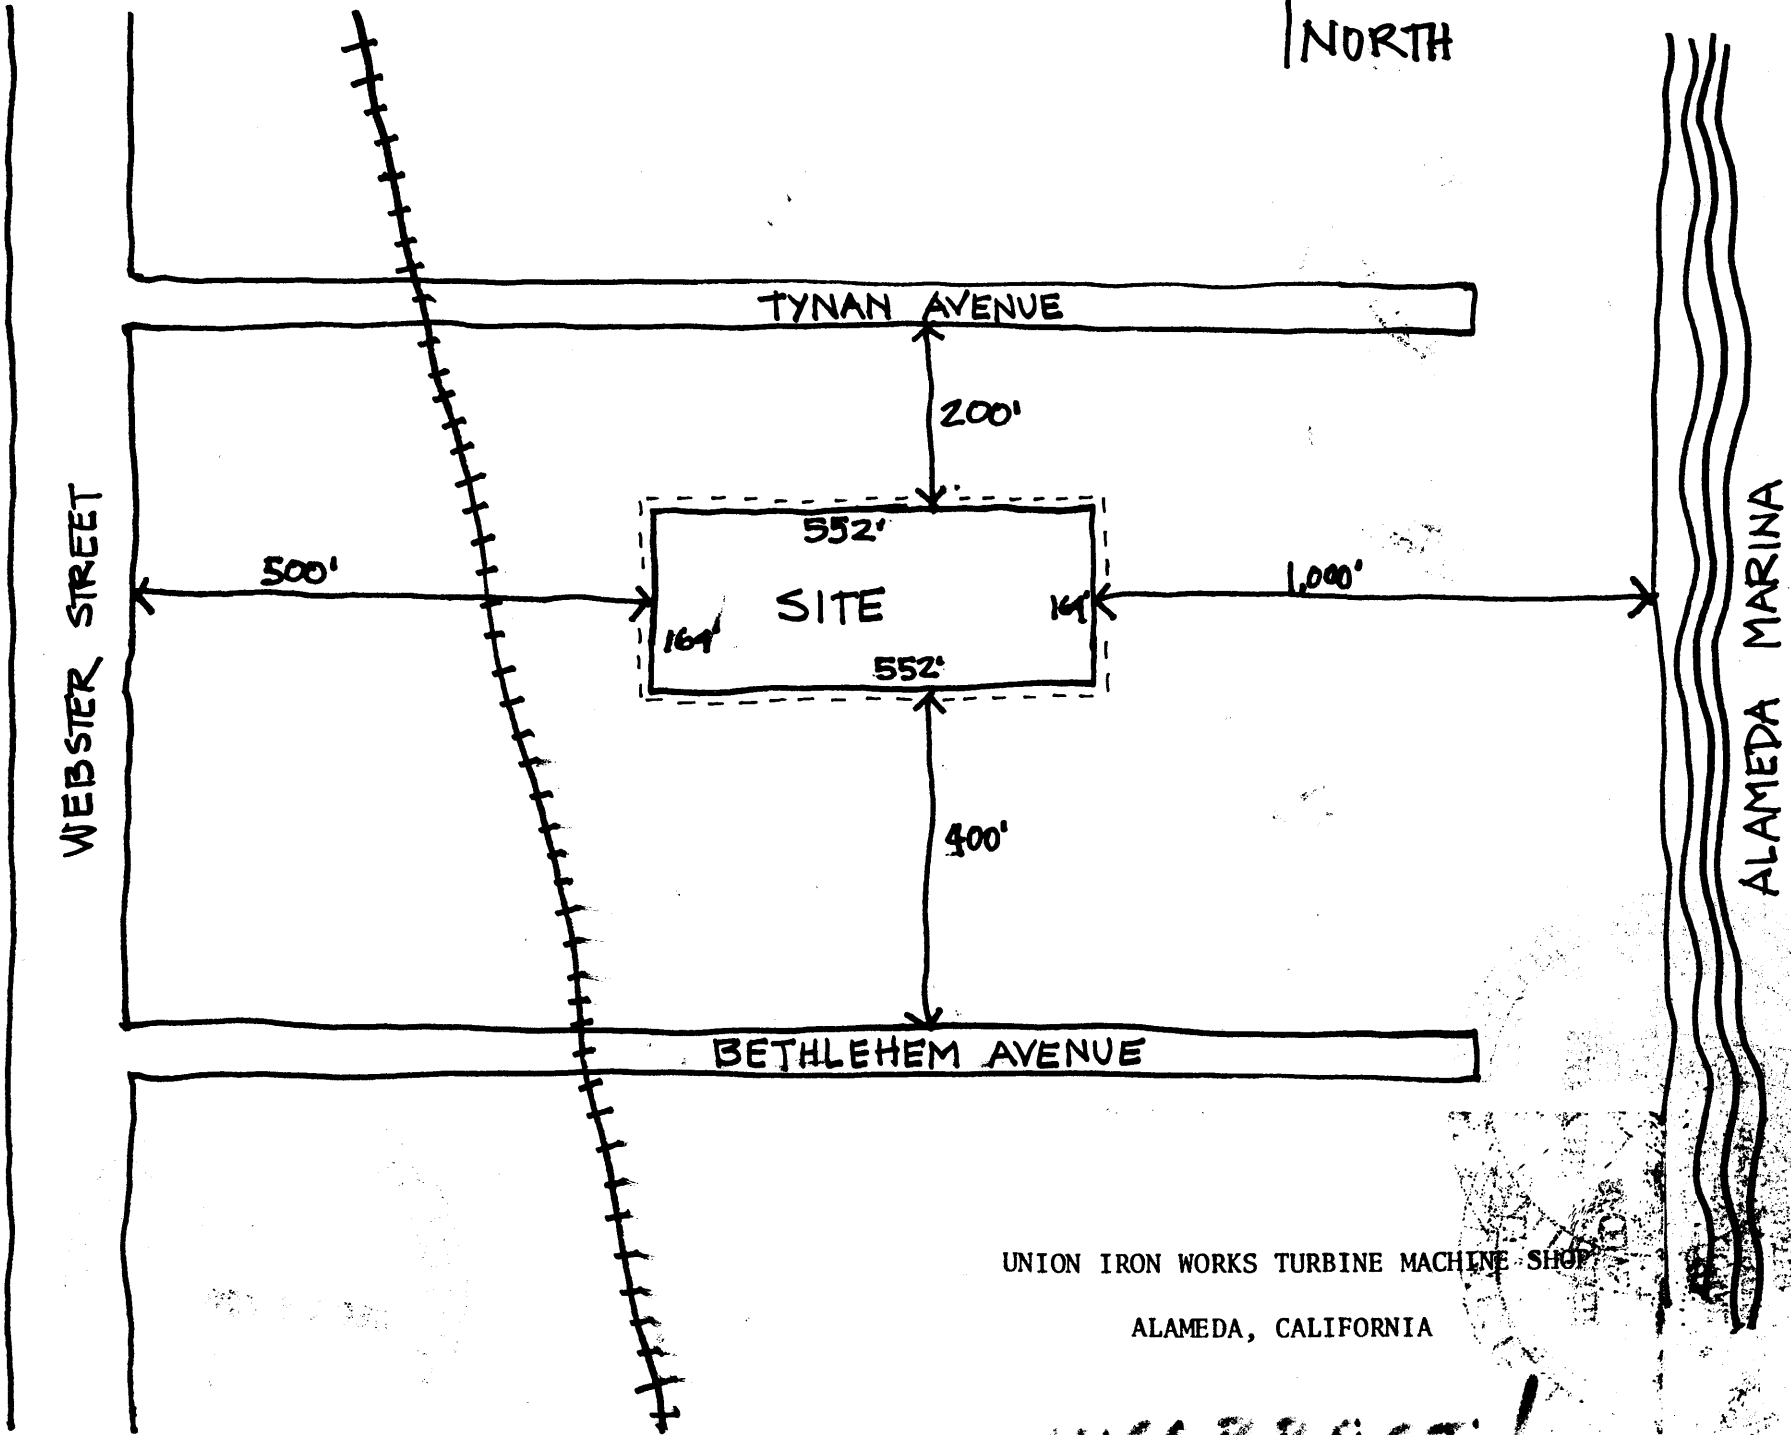 NORTH
TYNAN AVENUE
200'
552'
500'
SITE
164'
1,000'
164'
552'
WEBSTER STREET
ALAMEDA MARINA
400'
BETHLEHEM AVENUE
UNION IRON WORKS TURBINE MACHINE SHOP
ALAMEDA, CALIFORNIA